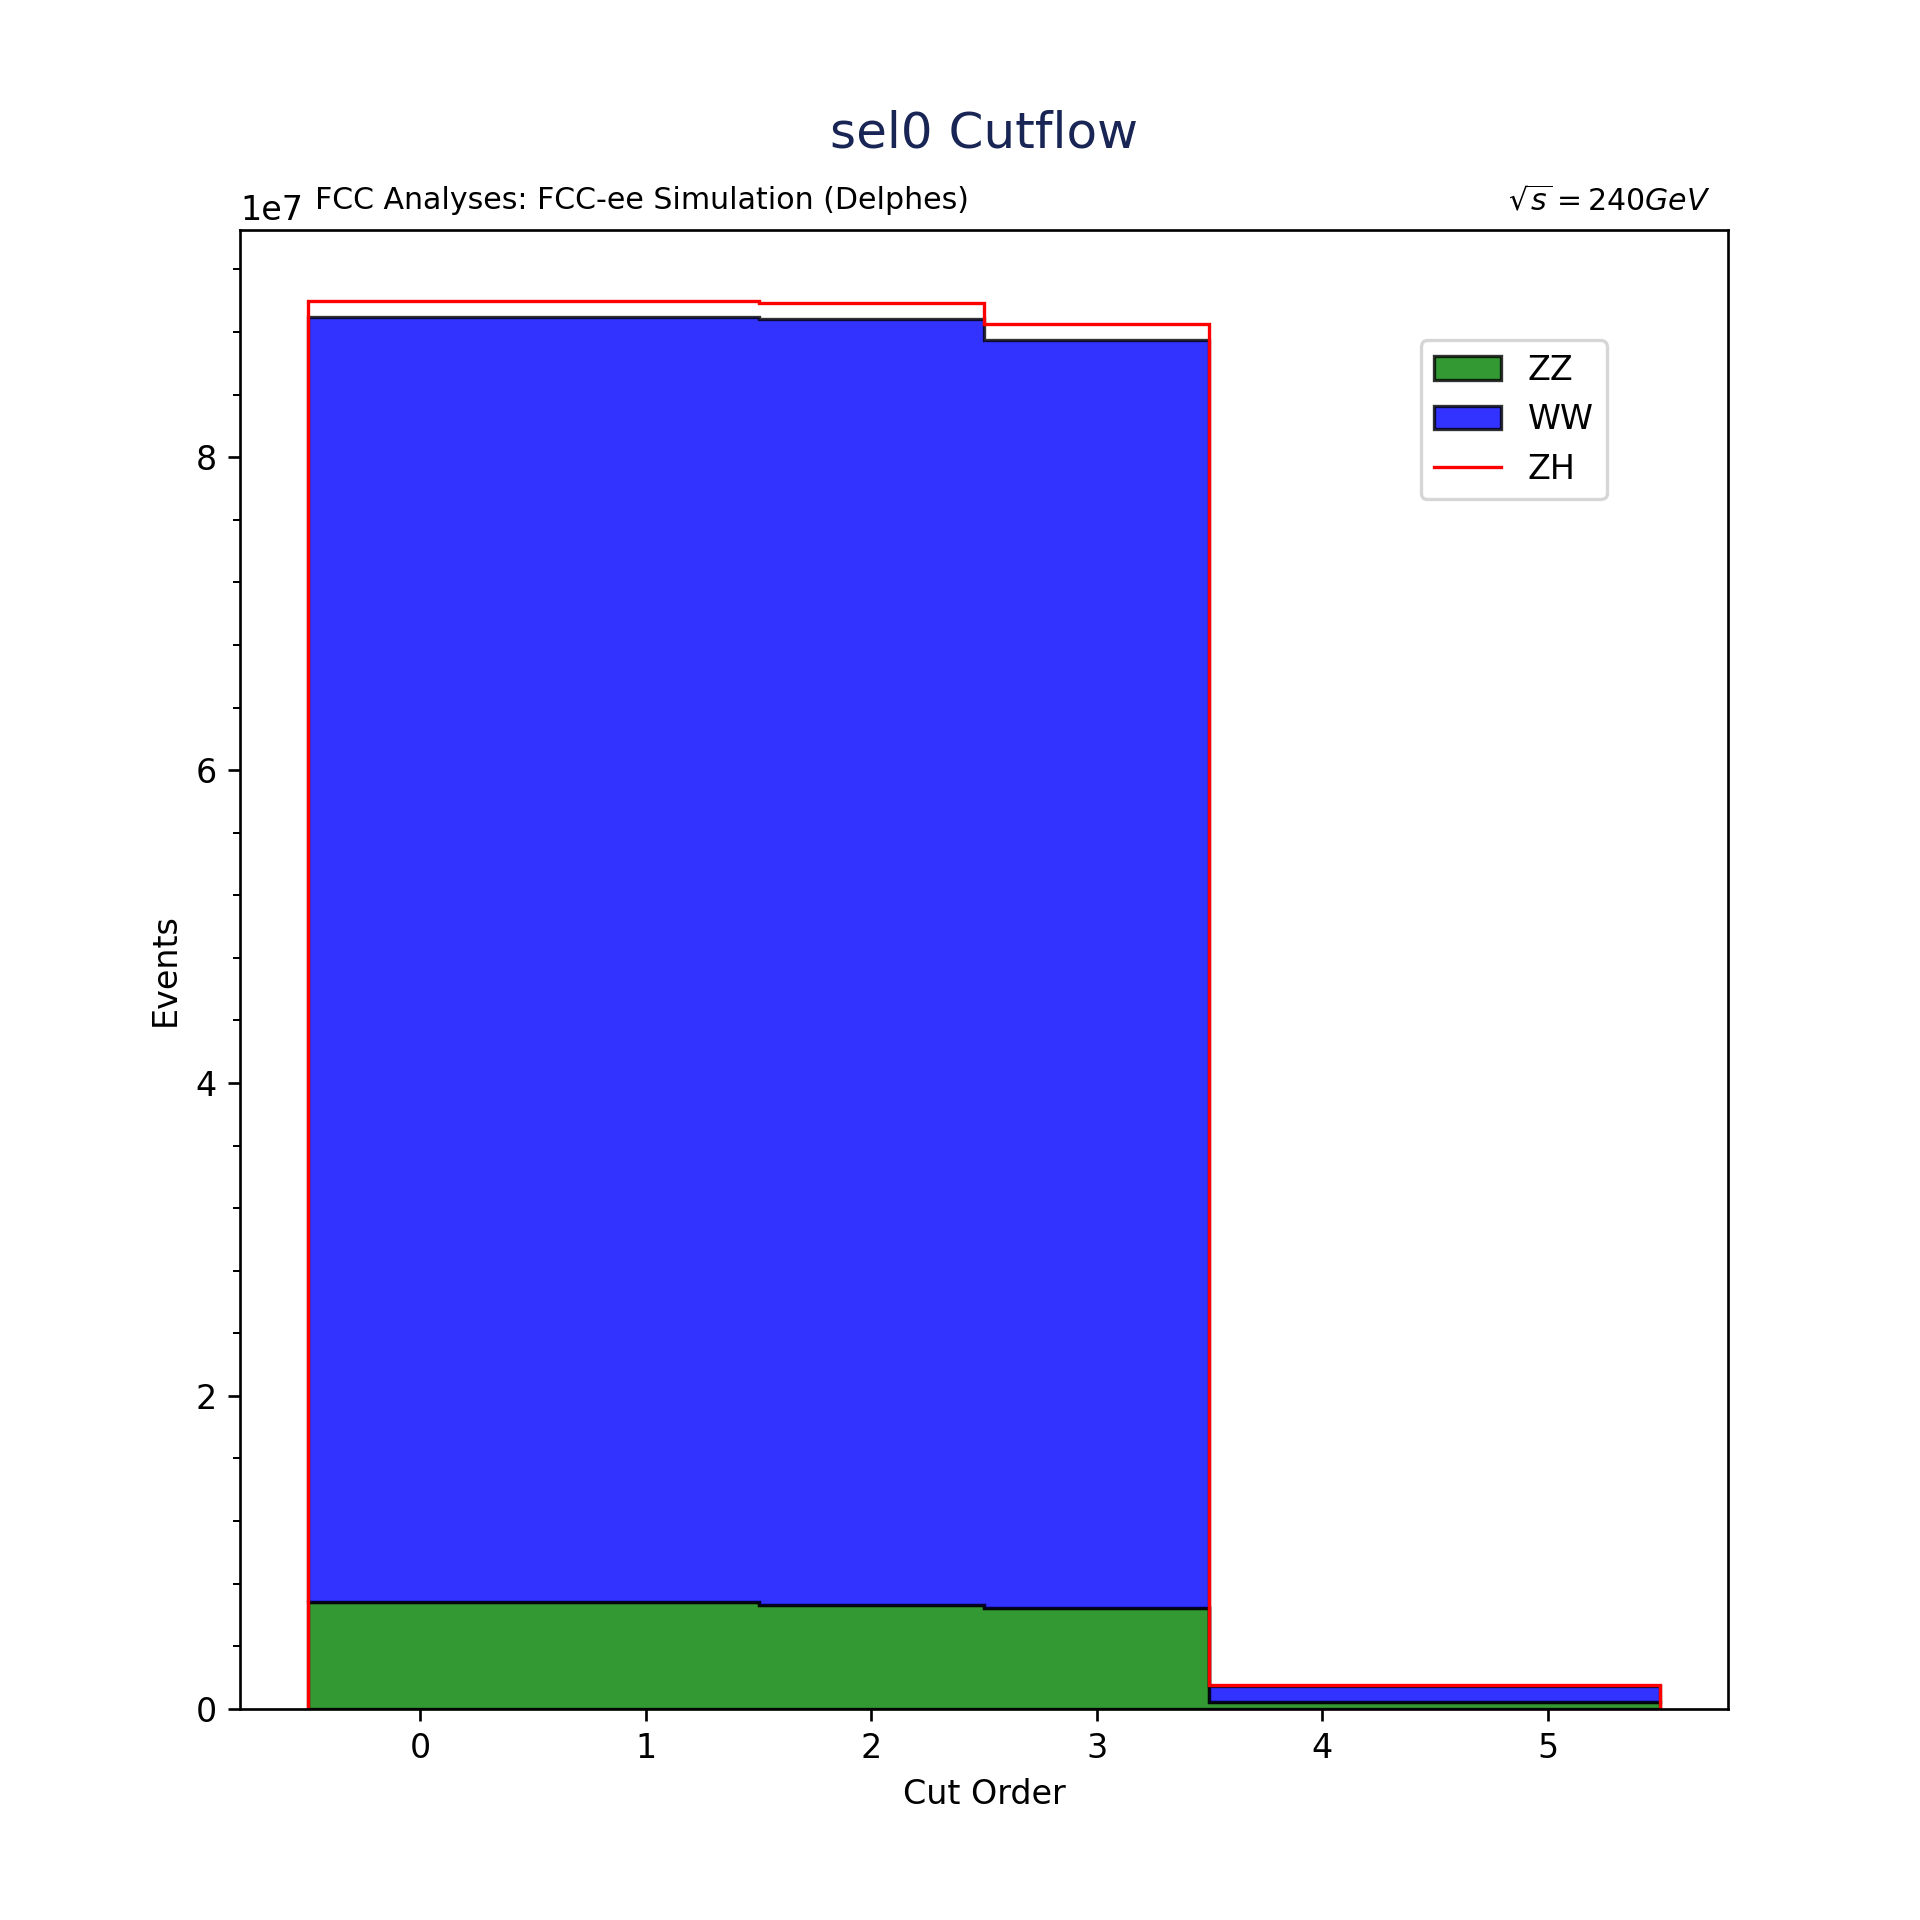 sel0 Cutflow
1e7 FCC Analyses: FCC-ee Simulation (Delphes)
√s = 240GeV
ZZ
WW
ZH
8
6
4
2
0
Events
0 1 2 3 4 5
Cut Order